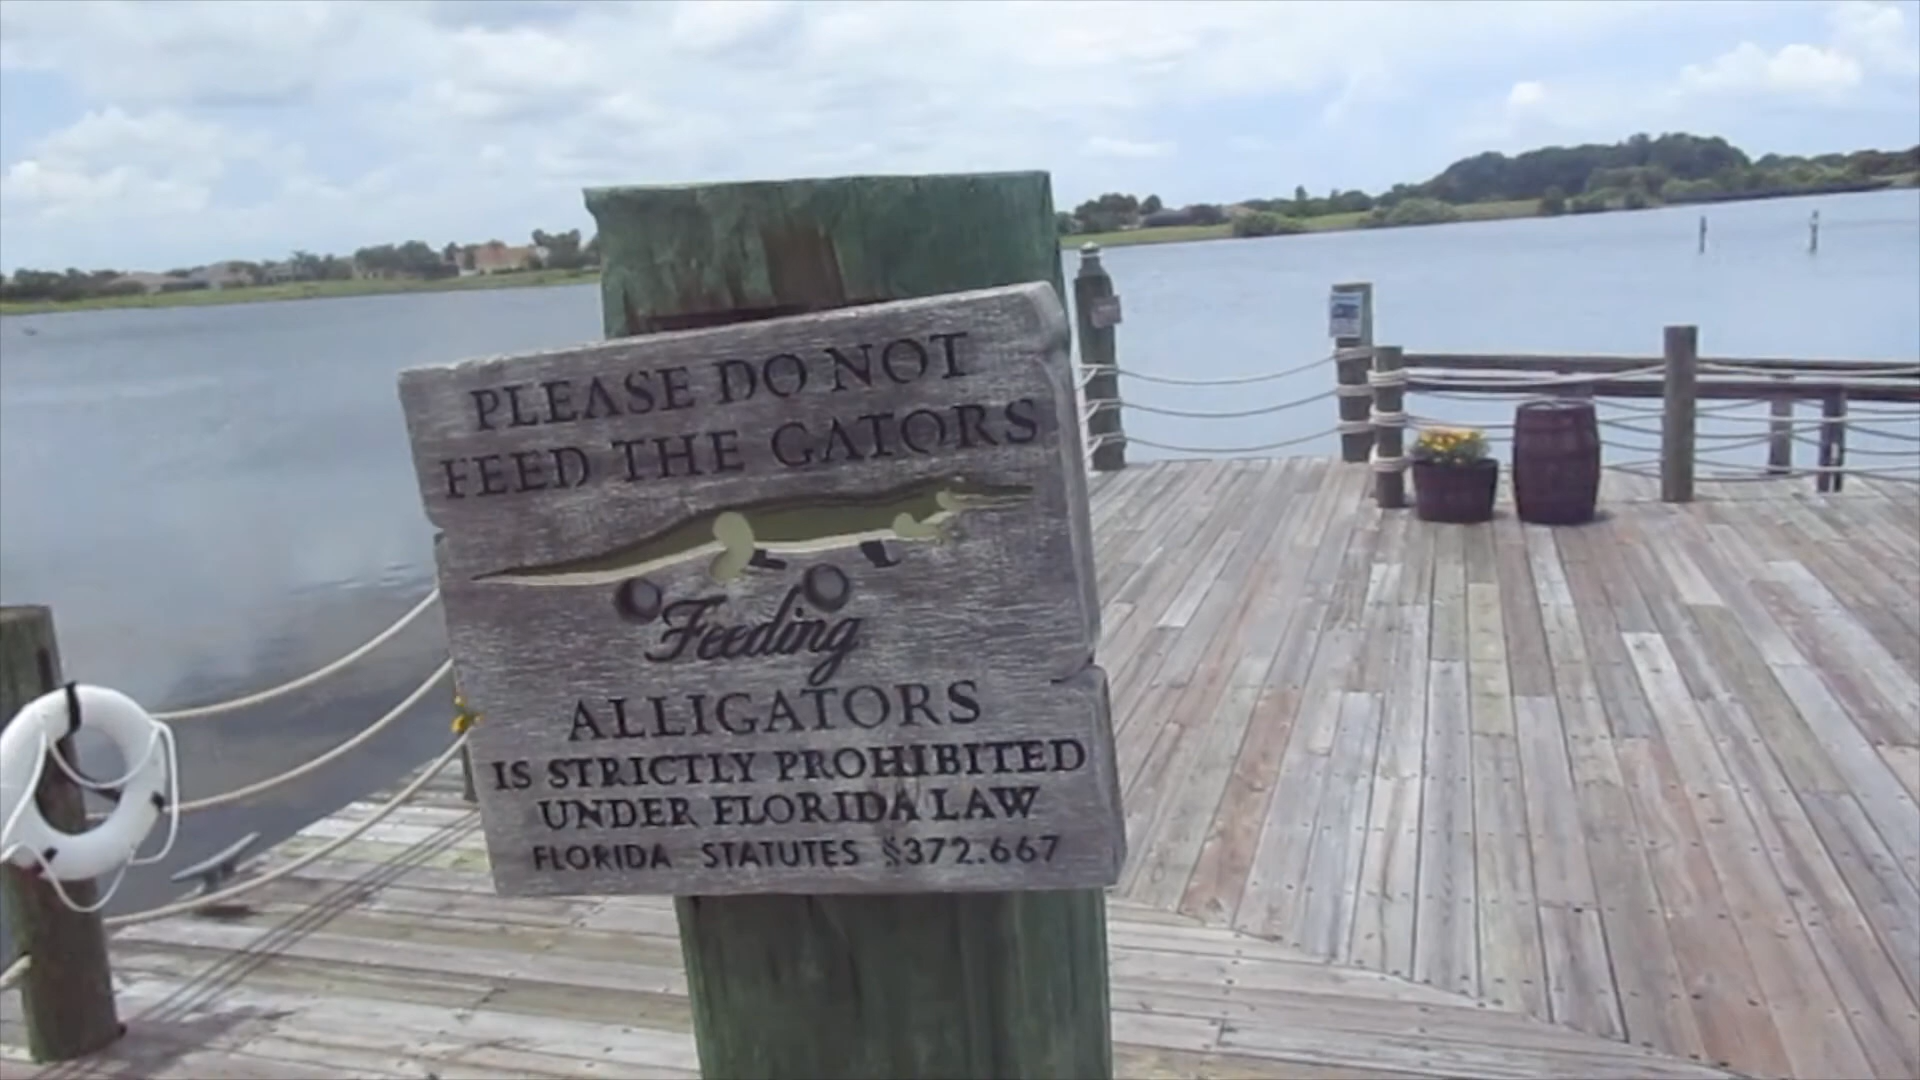 PLEASE DO NOT
FEED THE GATORS
Feeding
ALLIGATORS
IS STRICTLY PROHIBITED
UNDER FLORIDA LAW
FLORIDA STATUTES §372.667